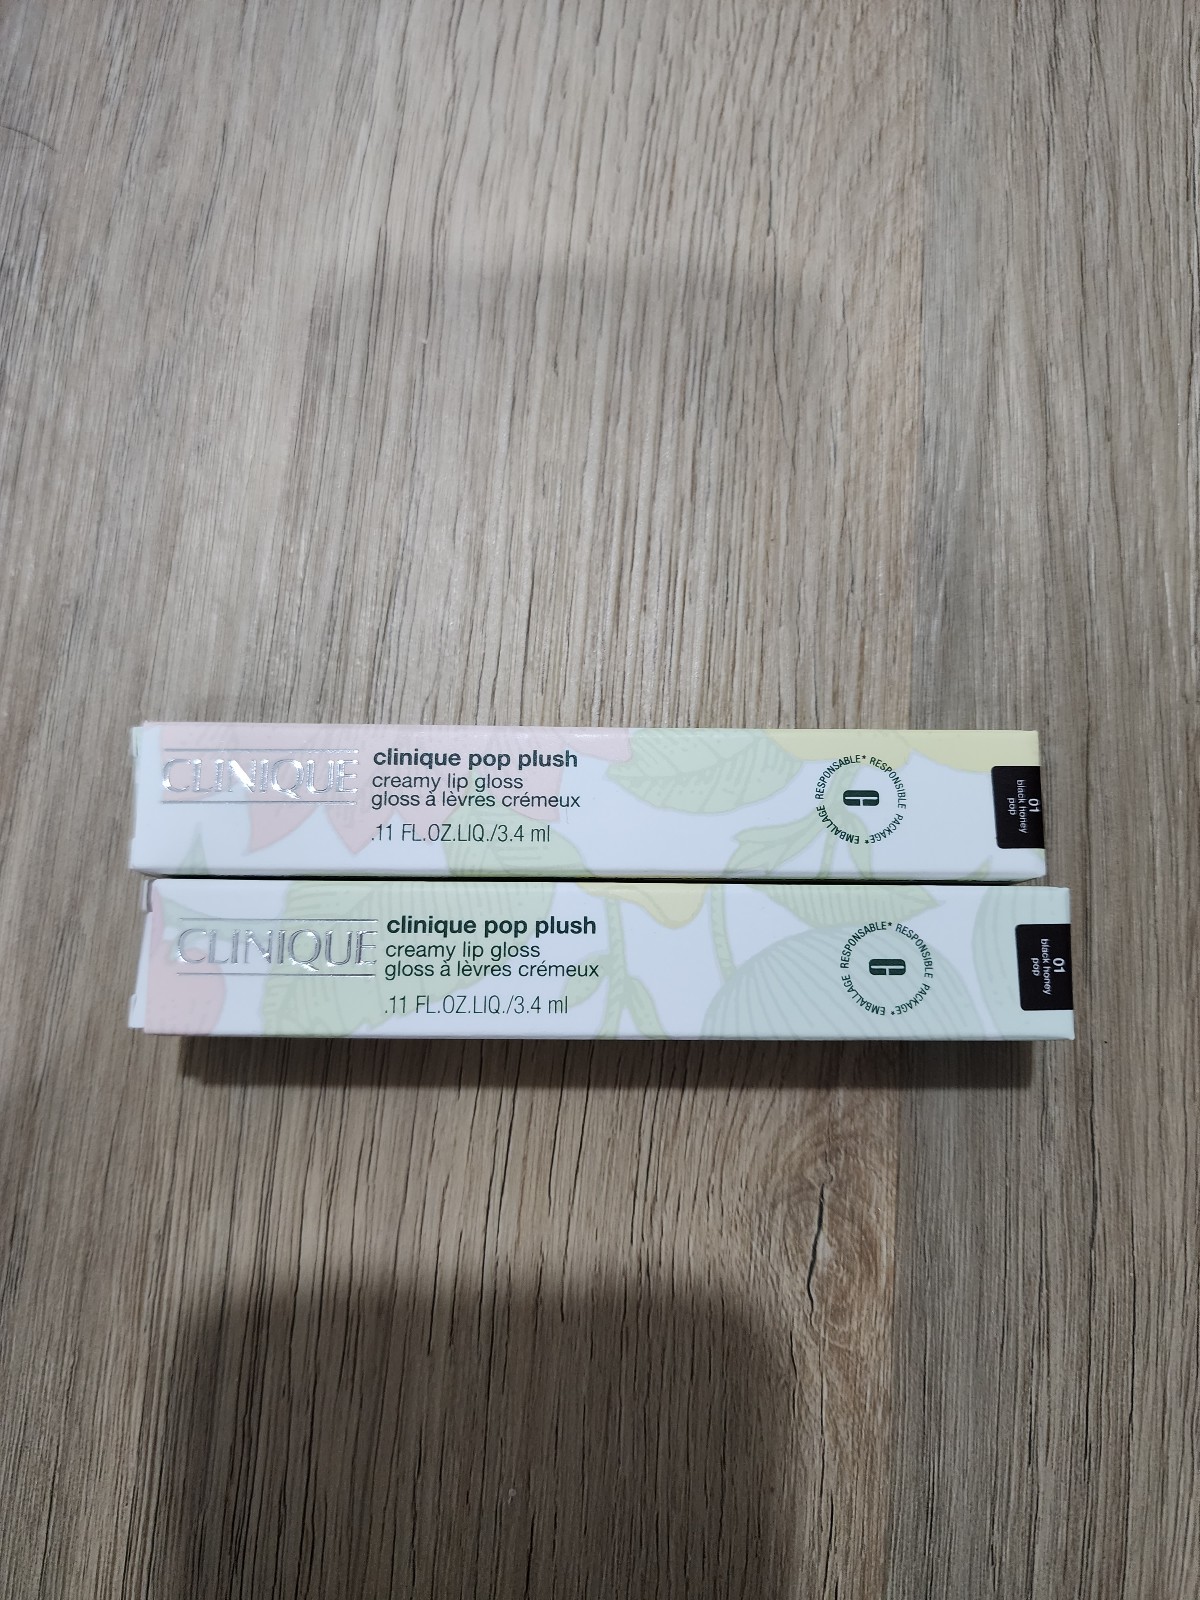 CLINIQUE
clinique pop plush
creamy lip gloss
gloss à lèvres crémeux
.11 FL.OZ.LIQ./3.4 ml
RESPONSIBLE PACKAGE* EMBALLAGE RESPONSABLE*
C
01
black honey
pop
CLINIQUE
clinique pop plush
creamy lip gloss
gloss à lèvres crémeux
.11 FL.OZ.LIQ./3.4 ml
RESPONSIBLE PACKAGE* EMBALLAGE RESPONSABLE*
C
01
black honey
pop